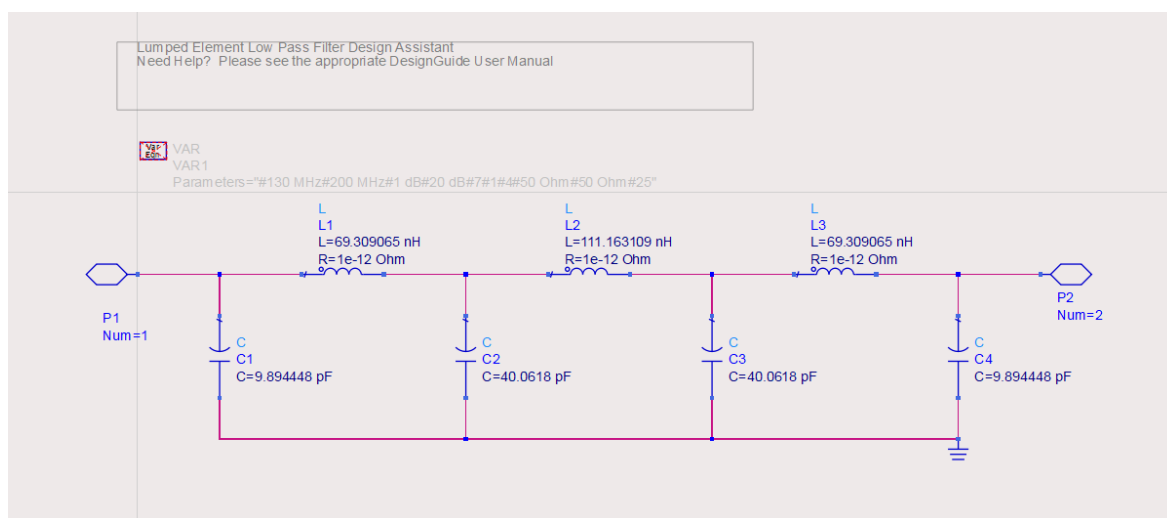 Lumped Element Low Pass Filter Design Assistant
Need Help? Please see the appropriate DesignGuide User Manual
Var
Eqn
VAR
VAR1
Parameters="#130 MHz#200 MHz#1 dB#20 dB#7#1#4#50 Ohm#50 Ohm#25"
L
L1
L=69.309065 nH
R=1e-12 Ohm
L
L2
L=111.163109 nH
R=1e-12 Ohm
L
L3
L=69.309065 nH
R=1e-12 Ohm
P1
Num=1
P2
Num=2
C
C1
C=9.894448 pF
C
C2
C=40.0618 pF
C
C3
C=40.0618 pF
C
C4
C=9.894448 pF